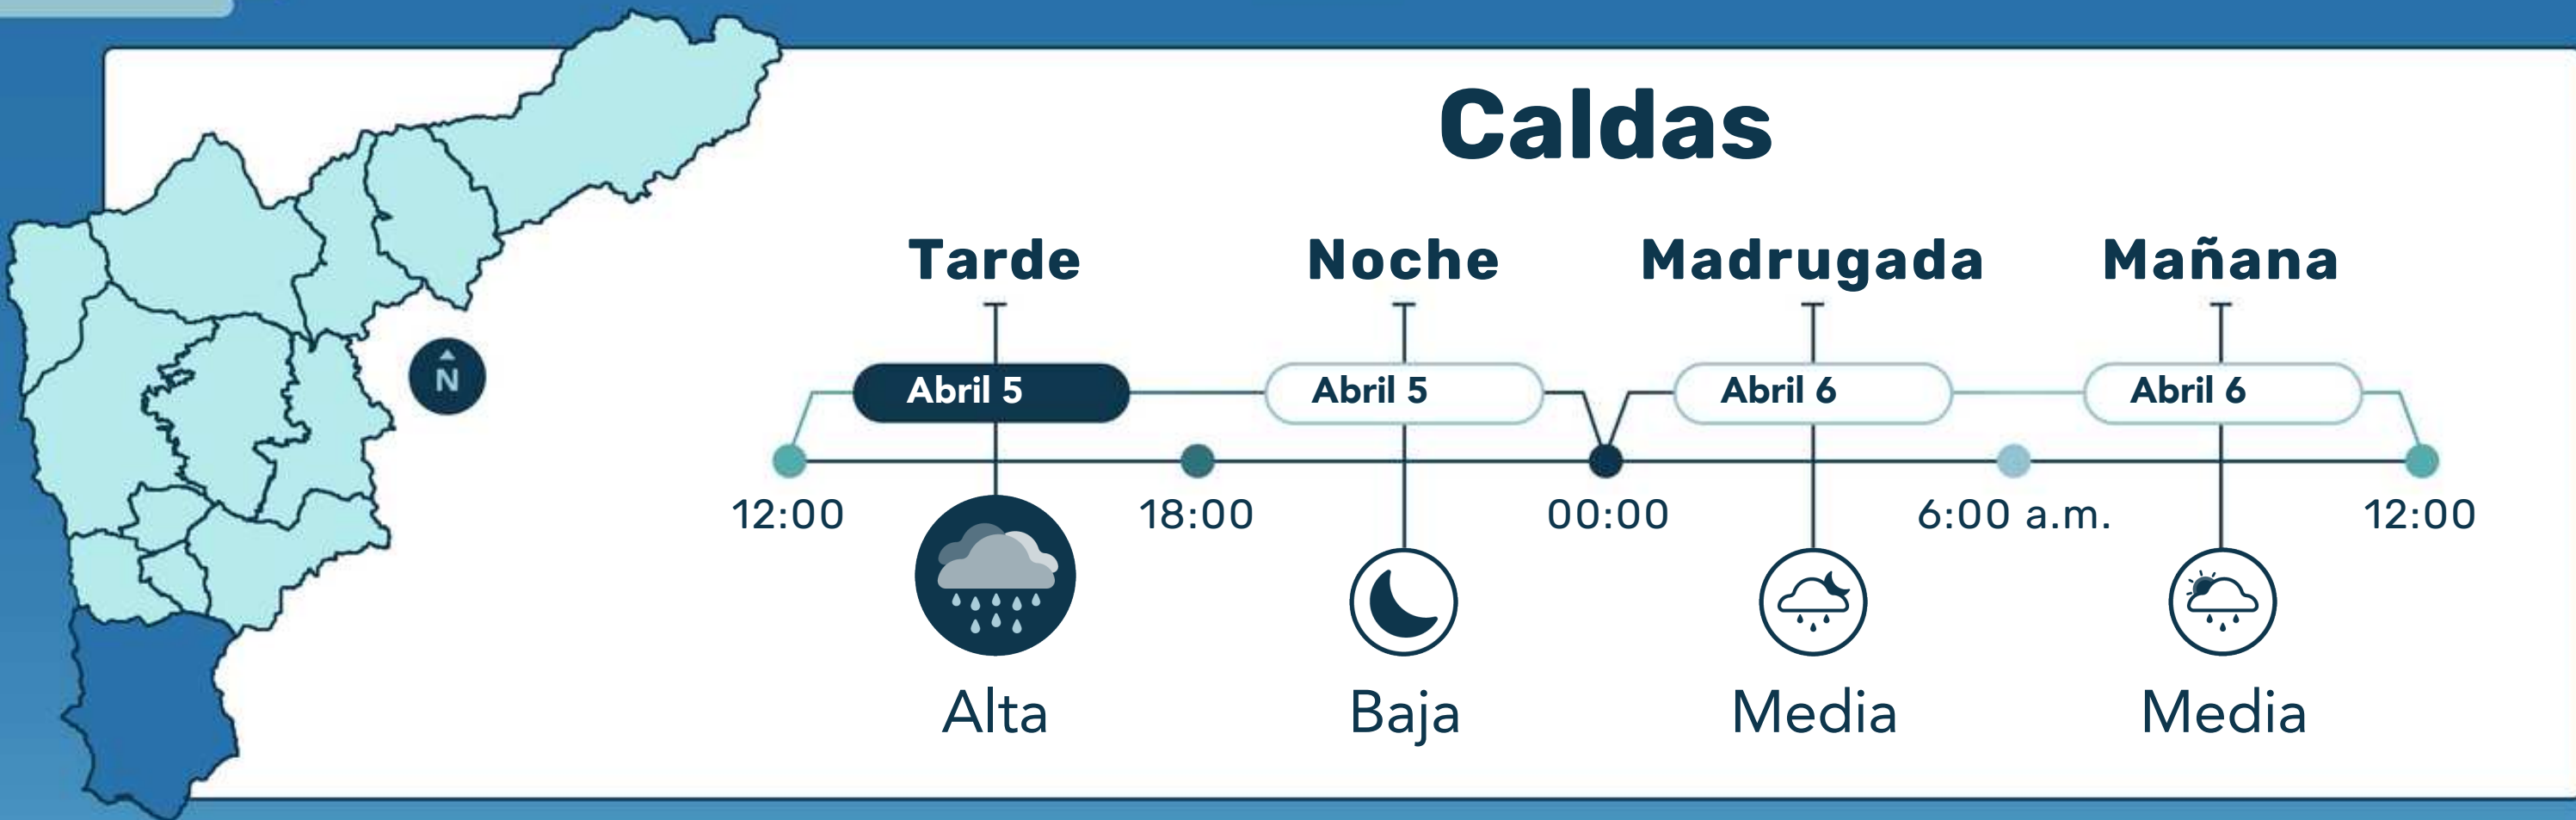 Caldas
Tarde Noche Madrugada Mañana
N
Abril 5 Abril 5 Abril 6 Abril 6
12:00 18:00 00:00 6:00 a.m. 12:00
Alta Baja Media Media